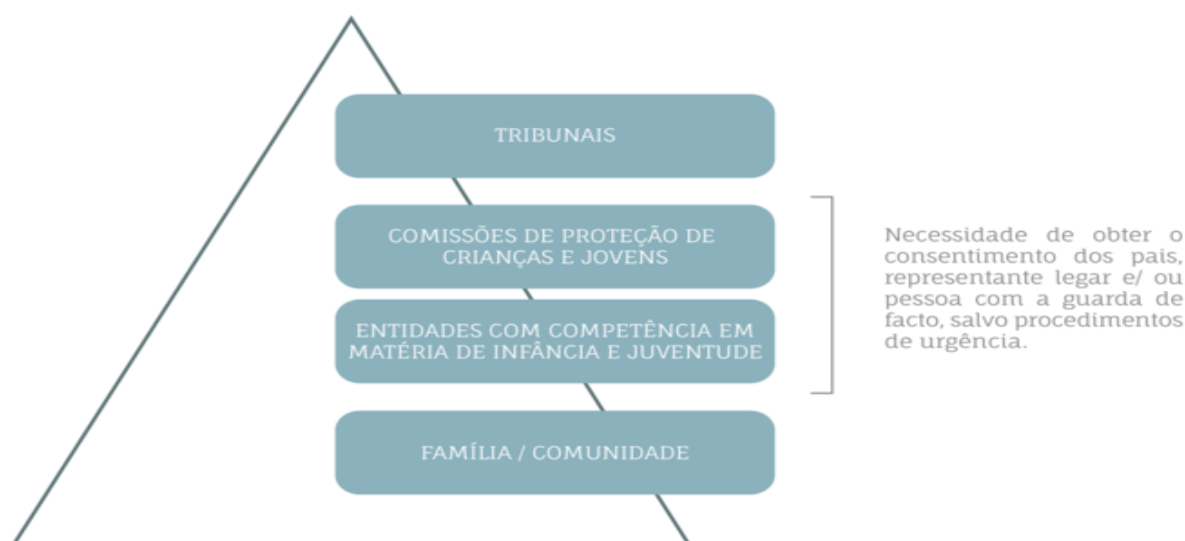 TRIBUNAIS
COMISSÕES DE PROTEÇÃO DE
CRIANÇAS E JOVENS
ENTIDADES COM COMPETÊNCIA EM
MATÉRIA DE INFÂNCIA E JUVENTUDE
FAMÍLIA / COMUNIDADE
Necessidade de obter o
consentimento dos pais,
representante legar e/ ou
pessoa com a guarda de
facto, salvo procedimentos
de urgência.